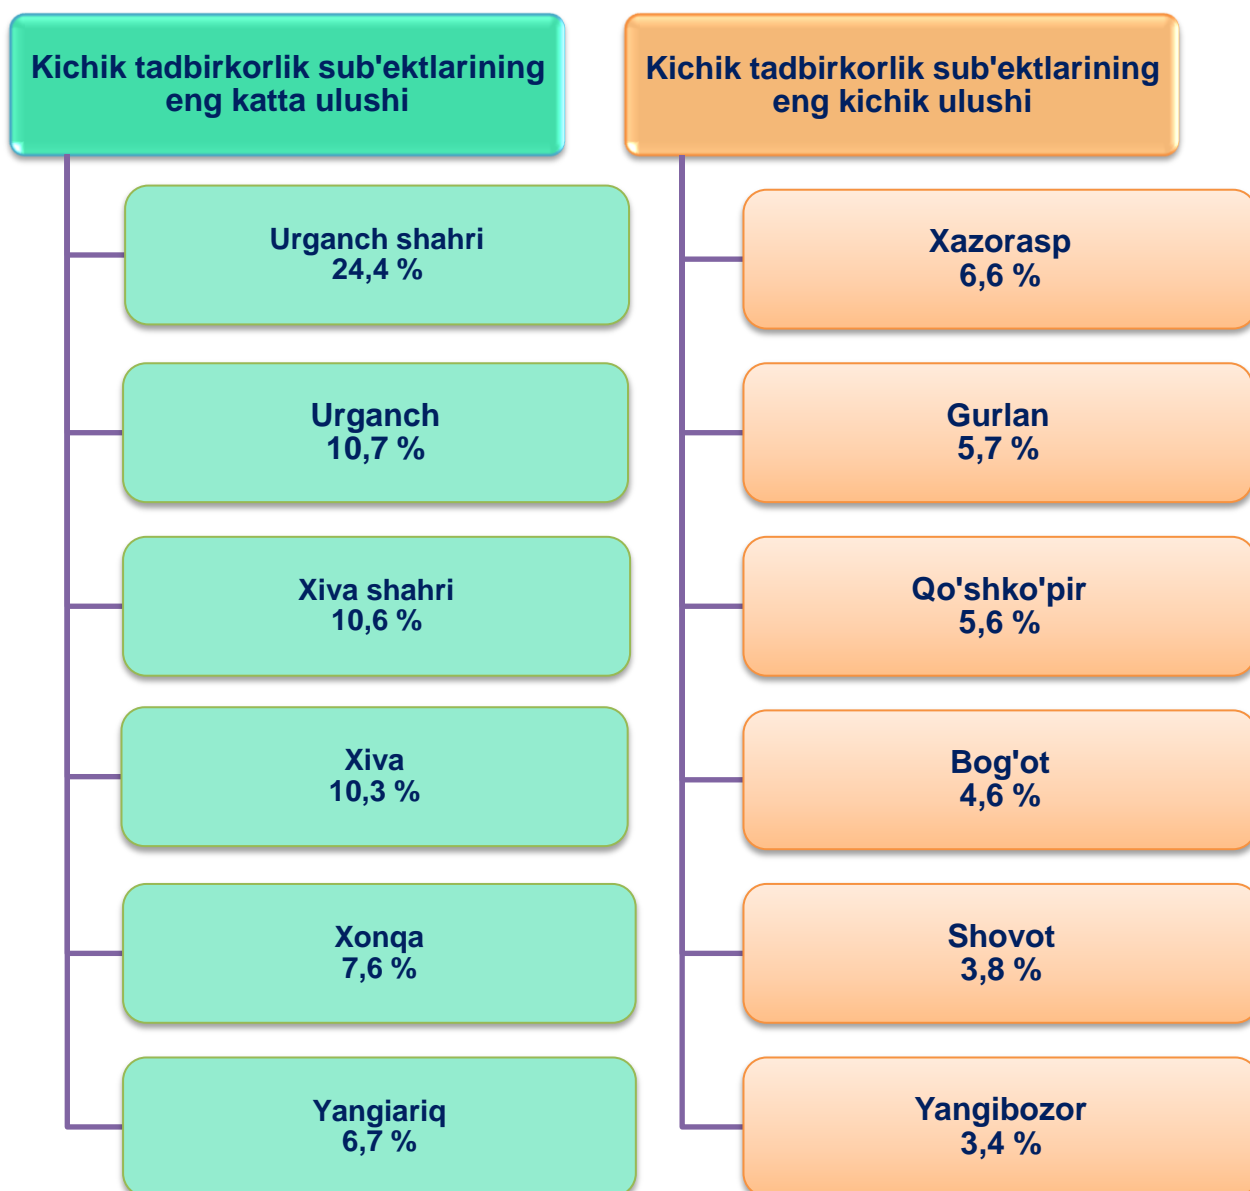 Kichik tadbirkorlik sub'ektlarining
eng katta ulushi
Urganch shahri
24,4 %
Urganch
10,7 %
Xiva shahri
10,6 %
Xiva
10,3 %
Xonqa
7,6 %
Yangiariq
6,7 %
Kichik tadbirkorlik sub'ektlarining
eng kichik ulushi
Xazorasp
6,6 %
Gurlan
5,7 %
Qo'shko'pir
5,6 %
Bog'ot
4,6 %
Shovot
3,8 %
Yangibozor
3,4 %